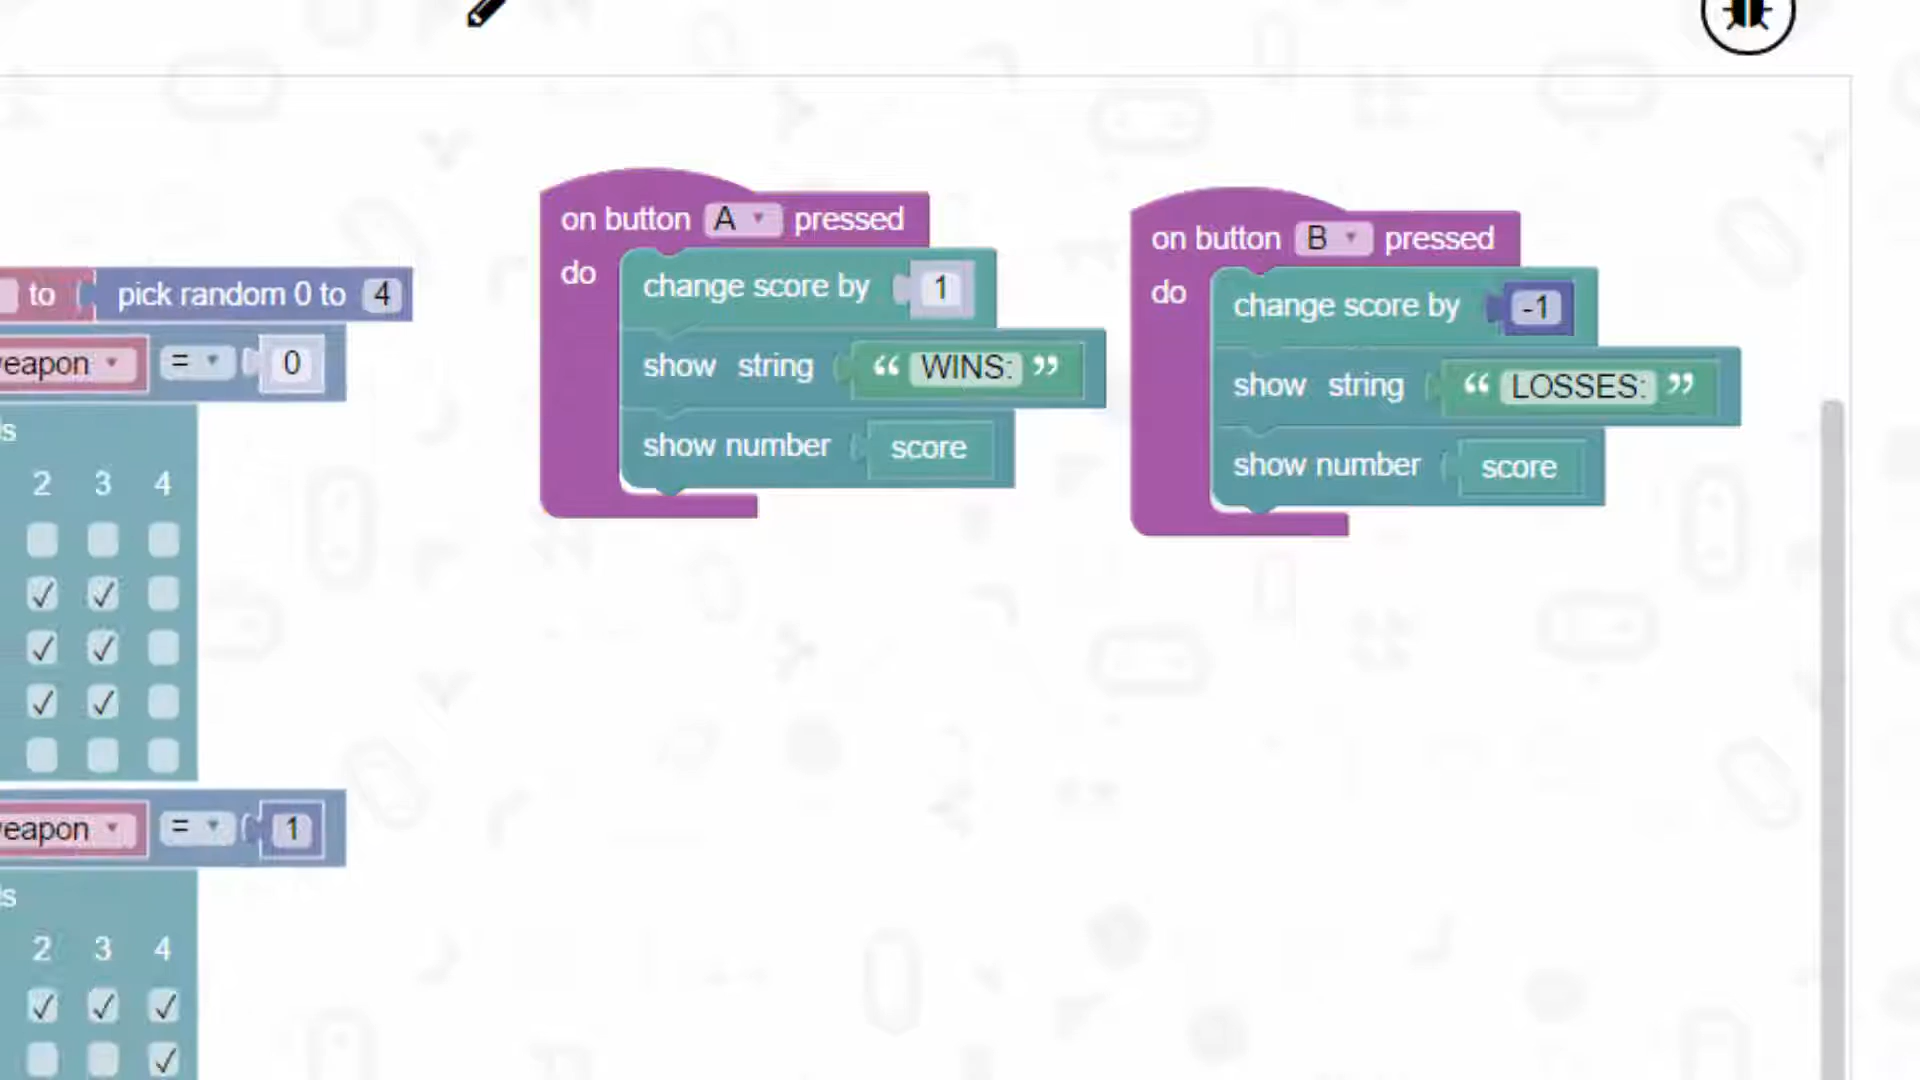 to pick random 0 to 4
eapon = 0
ls
2 3 4
eapon = 1
ls
2 3 4
on button A pressed
do
change score by 1
show string “ WINS: ”
show number score
on button B pressed
do
change score by -1
show string “ LOSSES: ”
show number score